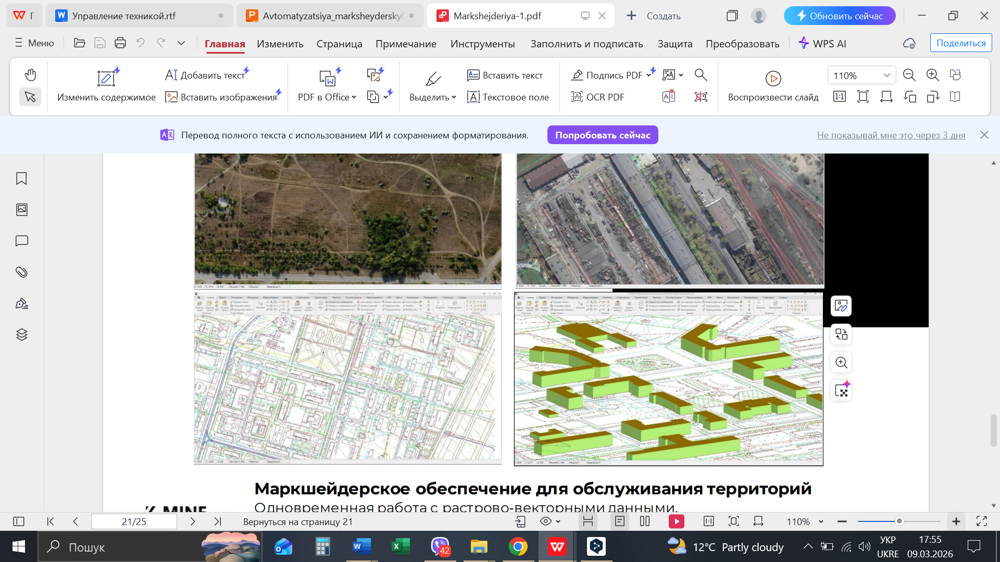 Управление техникой.rtf
Avtomatyzatsiya_marksheyderskyl
Markshejderiya-1.pdf
Создать
Обновить сейчас
Меню
Главная
Изменить
Страница
Примечание
Инструменты
Заполнить и подписать
Защита
Преобразовать
WPS AI
Поделиться
Изменить содержимое
Добавить текст
Вставить изображения
PDF в Office
Выделить
Вставить текст
Текстовое поле
Подпись PDF
OCR PDF
Воспроизвести слайд
110%
Перевод полного текста с использованием ИИ и сохранением форматирования.
Попробовать сейчас
Не показывай мне это через 3 дня
Маркшейдерское обеспечение для обслуживания территорий
Одновременная работа с растрово-векторными данными.
K-MINE
21/25
Вернуться на страницу 21
110%
Пошук
42
12°C Partly cloudy
УКР
UKRE
17:55
09.03.2026